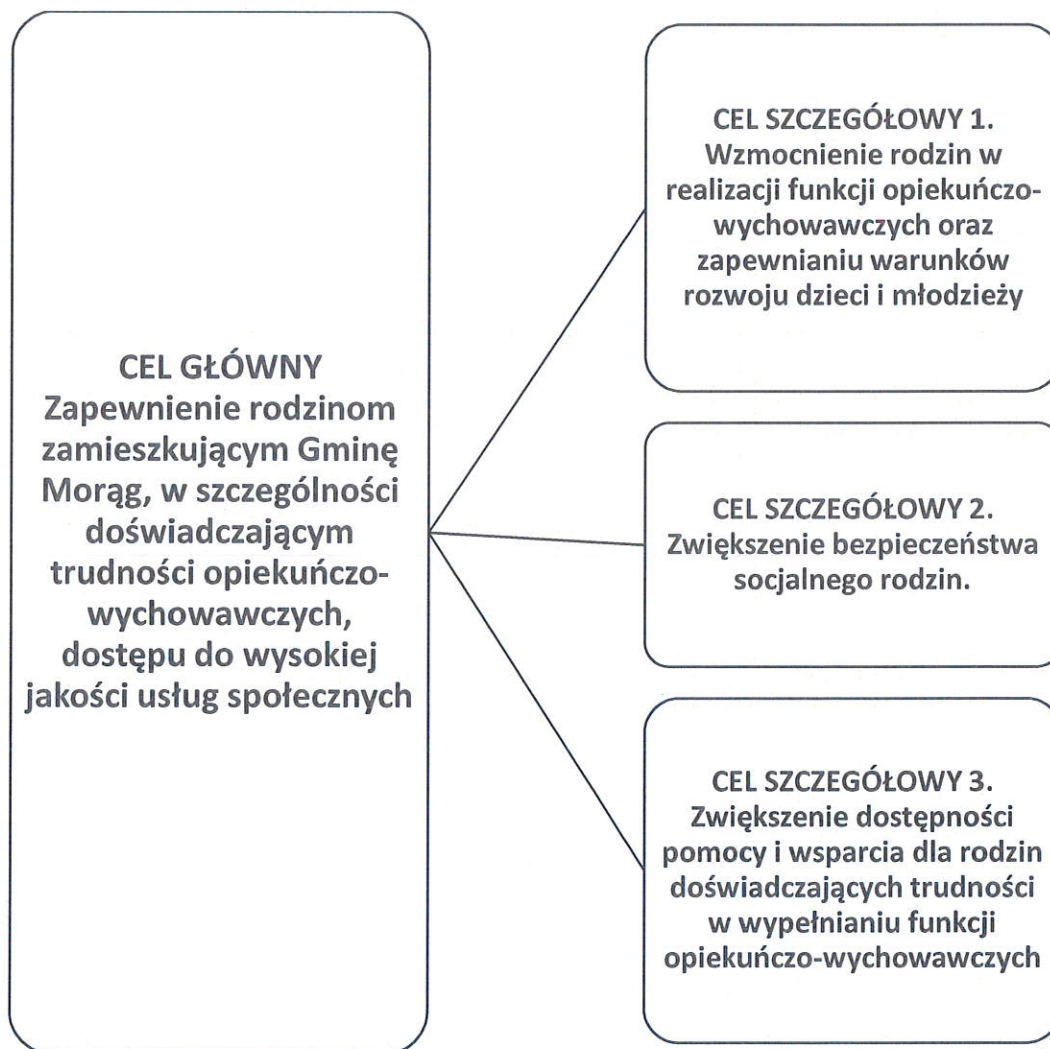 CEL GŁÓWNY
Zapewnienie rodzinom
zamieszkującym Gminę
Morąg, w szczególności
doświadczającym
trudności opiekuńczo-
wychowawczych,
dostępu do wysokiej
jakości usług społecznych
CEL SZCZEGÓŁOWY 1.
Wzmocnienie rodzin w
realizacji funkcji opiekuńczo-
wychowawczych oraz
zapewnianiu warunków
rozwoju dzieci i młodzieży
CEL SZCZEGÓŁOWY 2.
Zwiększenie bezpieczeństwa
socjalnego rodzin.
CEL SZCZEGÓŁOWY 3.
Zwiększenie dostępności
pomocy i wsparcia dla rodzin
doświadczających trudności
w wypełnianiu funkcji
opiekuńczo-wychowawczych